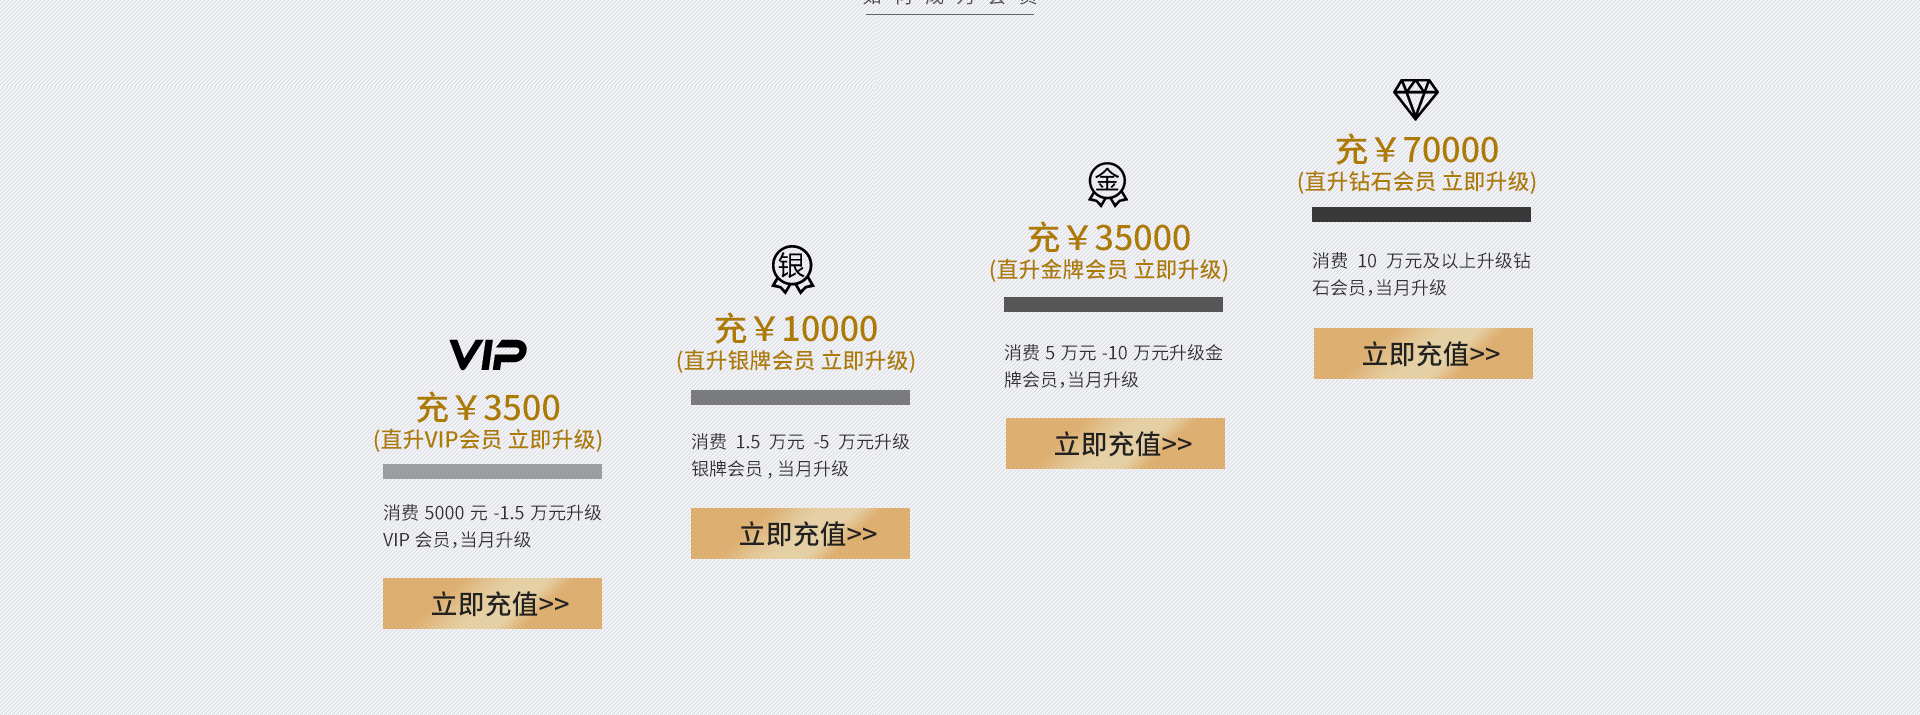 VIP
充￥3500
(直升VIP会员 立即升级)
消费 5000 元 -1.5 万元升级
VIP 会员,当月升级
立即充值>>
银
充￥10000
(直升银牌会员 立即升级)
消费 1.5 万元 -5 万元升级
银牌会员 , 当月升级
立即充值>>
金
充￥35000
(直升金牌会员 立即升级)
消费 5 万元 -10 万元升级金
牌会员,当月升级
立即充值>>
充￥70000
(直升钻石会员 立即升级)
消费 10 万元及以上升级钻
石会员,当月升级
立即充值>>